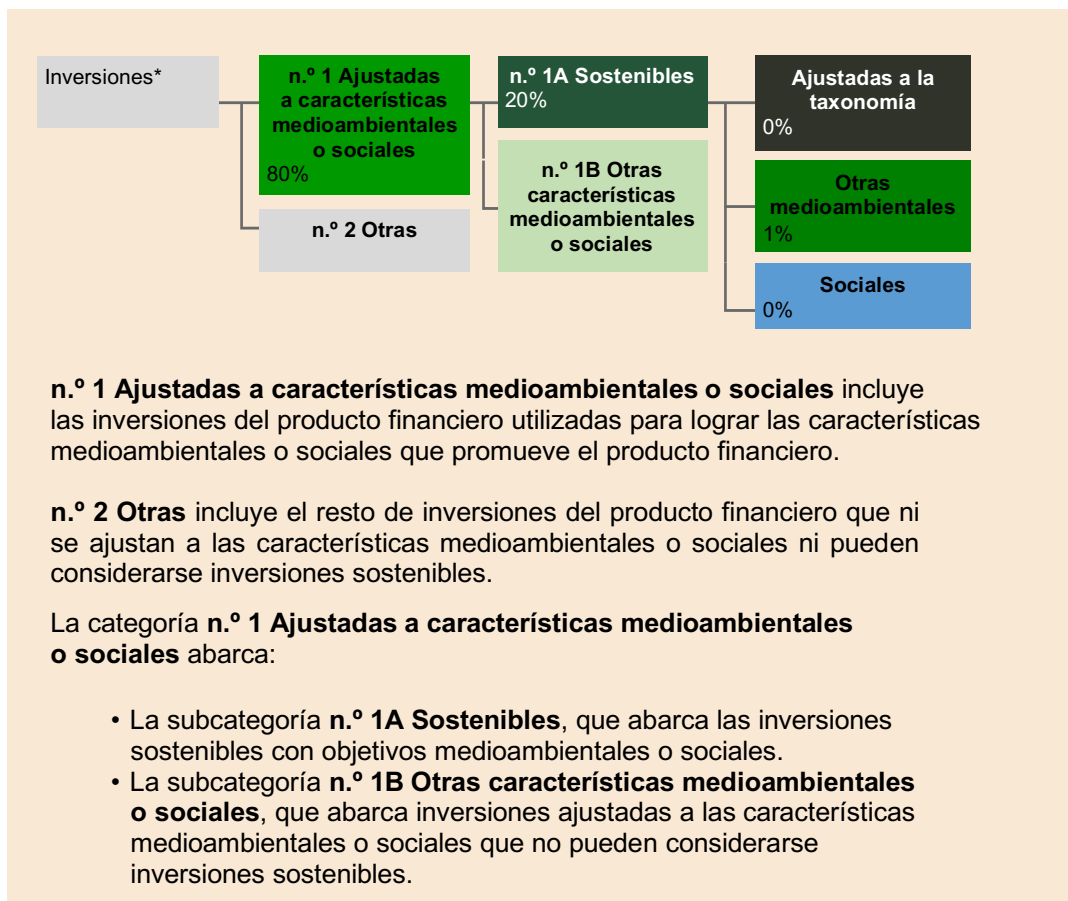 Inversiones*
n.º 1 Ajustadas
a características
medioambientales
o sociales
80%
n.º 2 Otras
n.º 1A Sostenibles
20%
n.º 1B Otras
características
medioambientales
o sociales
Ajustadas a la
taxonomía
0%
Otras
medioambientales
1%
Sociales
0%
n.º 1 Ajustadas a características medioambientales o sociales incluye
las inversiones del producto financiero utilizadas para lograr las características
medioambientales o sociales que promueve el producto financiero.
n.º 2 Otras incluye el resto de inversiones del producto financiero que ni
se ajustan a las características medioambientales o sociales ni pueden
considerarse inversiones sostenibles.
La categoría n.º 1 Ajustadas a características medioambientales
o sociales abarca:
• La subcategoría n.º 1A Sostenibles, que abarca las inversiones
sostenibles con objetivos medioambientales o sociales.
• La subcategoría n.º 1B Otras características medioambientales
o sociales, que abarca inversiones ajustadas a las características
medioambientales o sociales que no pueden considerarse
inversiones sostenibles.